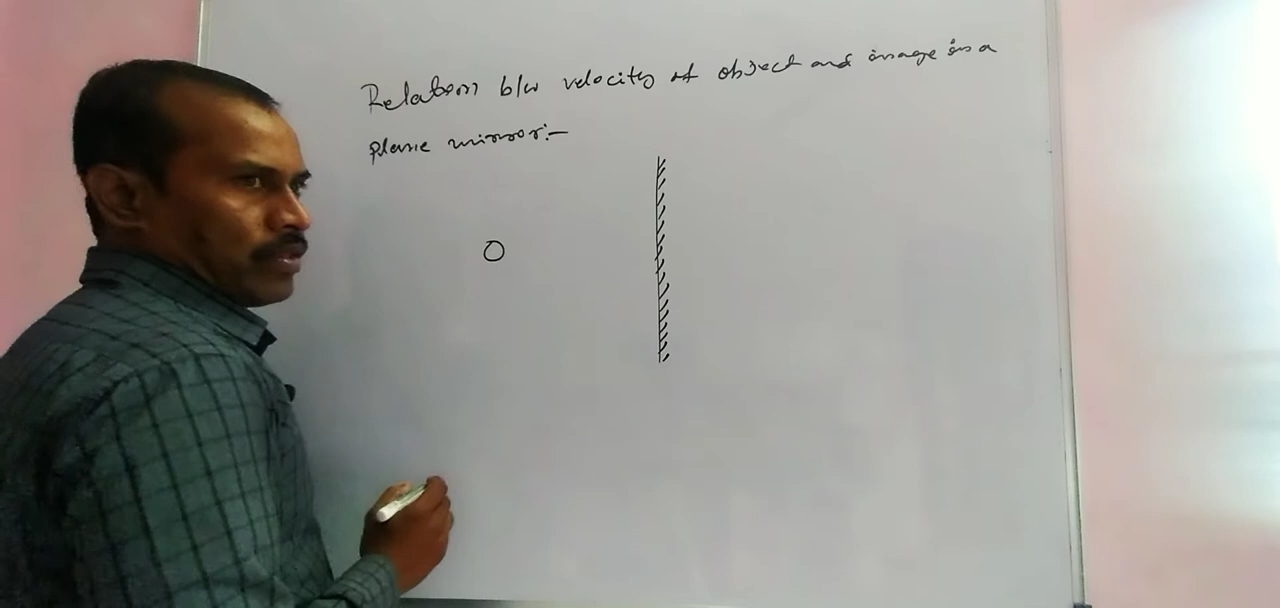 Relation b/w velocity of object and image in a
plane mirror:-
O